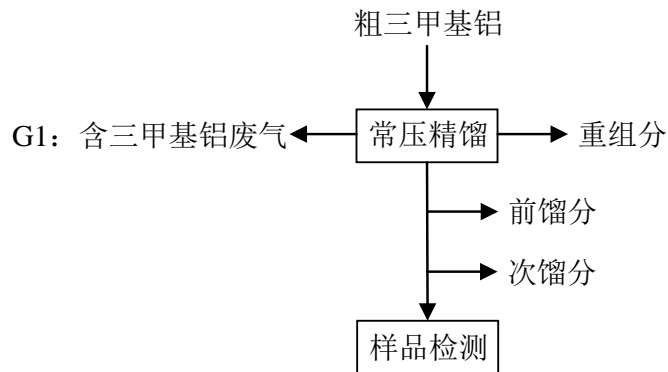 粗三甲基铝
G1：含三甲基铝废气
常压精馏
重组分
前馏分
次馏分
样品检测